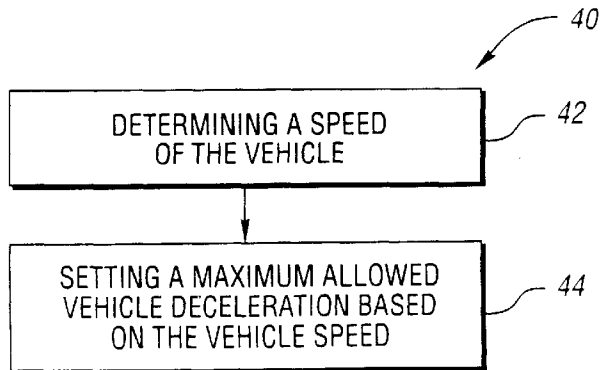 40
DETERMINING A SPEED
OF THE VEHICLE
42
SETTING A MAXIMUM ALLOWED
VEHICLE DECELERATION BASED
ON THE VEHICLE SPEED
44